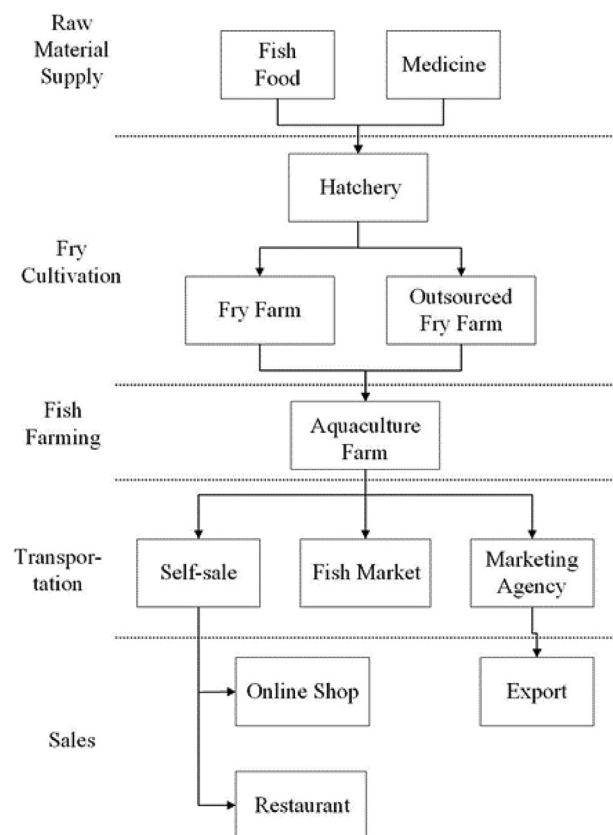 Raw
Material
Supply
Fish
Food
Medicine
Hatchery
Fry
Cultivation
Fry Farm
Outsourced
Fry Farm
Fish
Farming
Aquaculture
Farm
Transpor-
tation
Self-sale
Fish Market
Marketing
Agency
Sales
Online Shop
Export
Restaurant